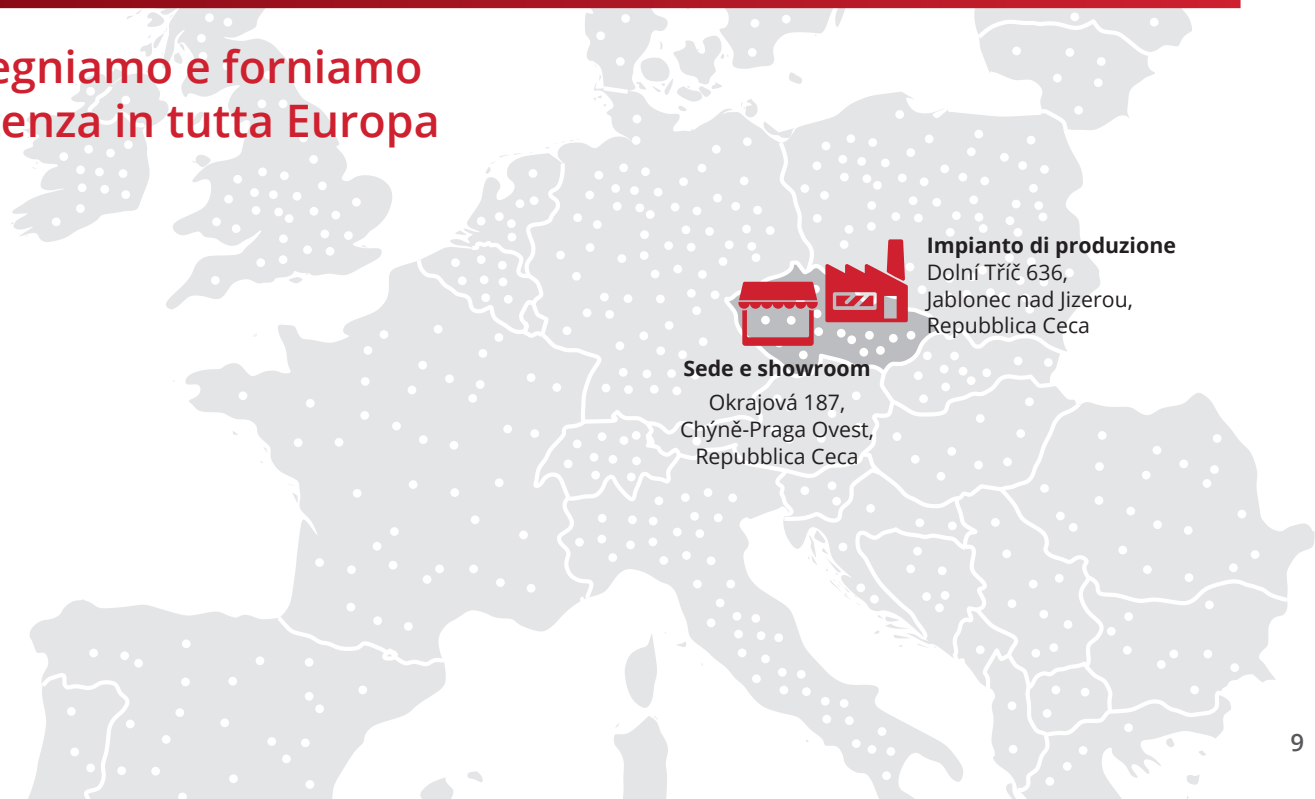 egniamo e forniamo
enza in tutta Europa
Impianto di produzione
Dolní Tříč 636,
Jablonec nad Jizerou,
Repubblica Ceca
Sede e showroom
Okrajová 187,
Chýně-Praga Ovest,
Repubblica Ceca
9